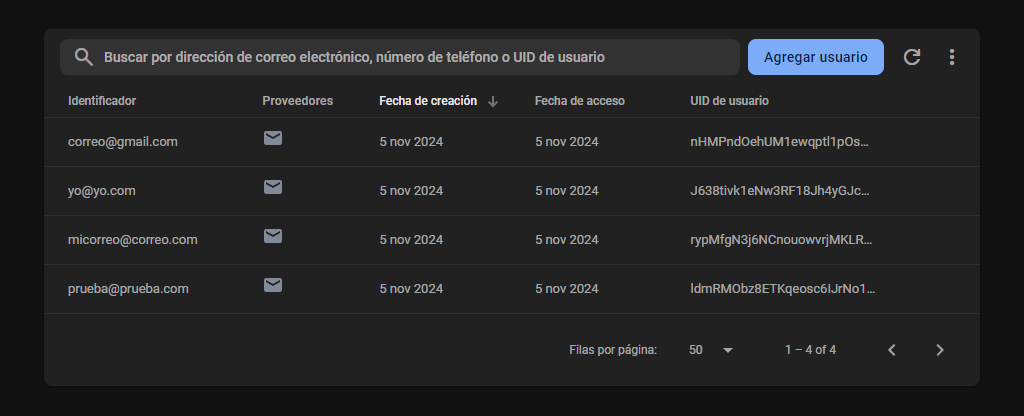 Buscar por dirección de correo electrónico, número de teléfono o UID de usuario Agregar usuario
Identificador Proveedores Fecha de creación Fecha de acceso UID de usuario
correo@gmail.com 5 nov 2024 5 nov 2024 nHMPndOehUM1ewqptl1pOs...
yo@yo.com 5 nov 2024 5 nov 2024 J638tivk1eNw3RF18Jh4yGJc...
micorreo@correo.com 5 nov 2024 5 nov 2024 rypMfgN3j6NCnouowvrjMKLR...
prueba@prueba.com 5 nov 2024 5 nov 2024 ldmRMObz8ETKqeosc6IJrNo1...
Filas por página: 50 1 – 4 of 4